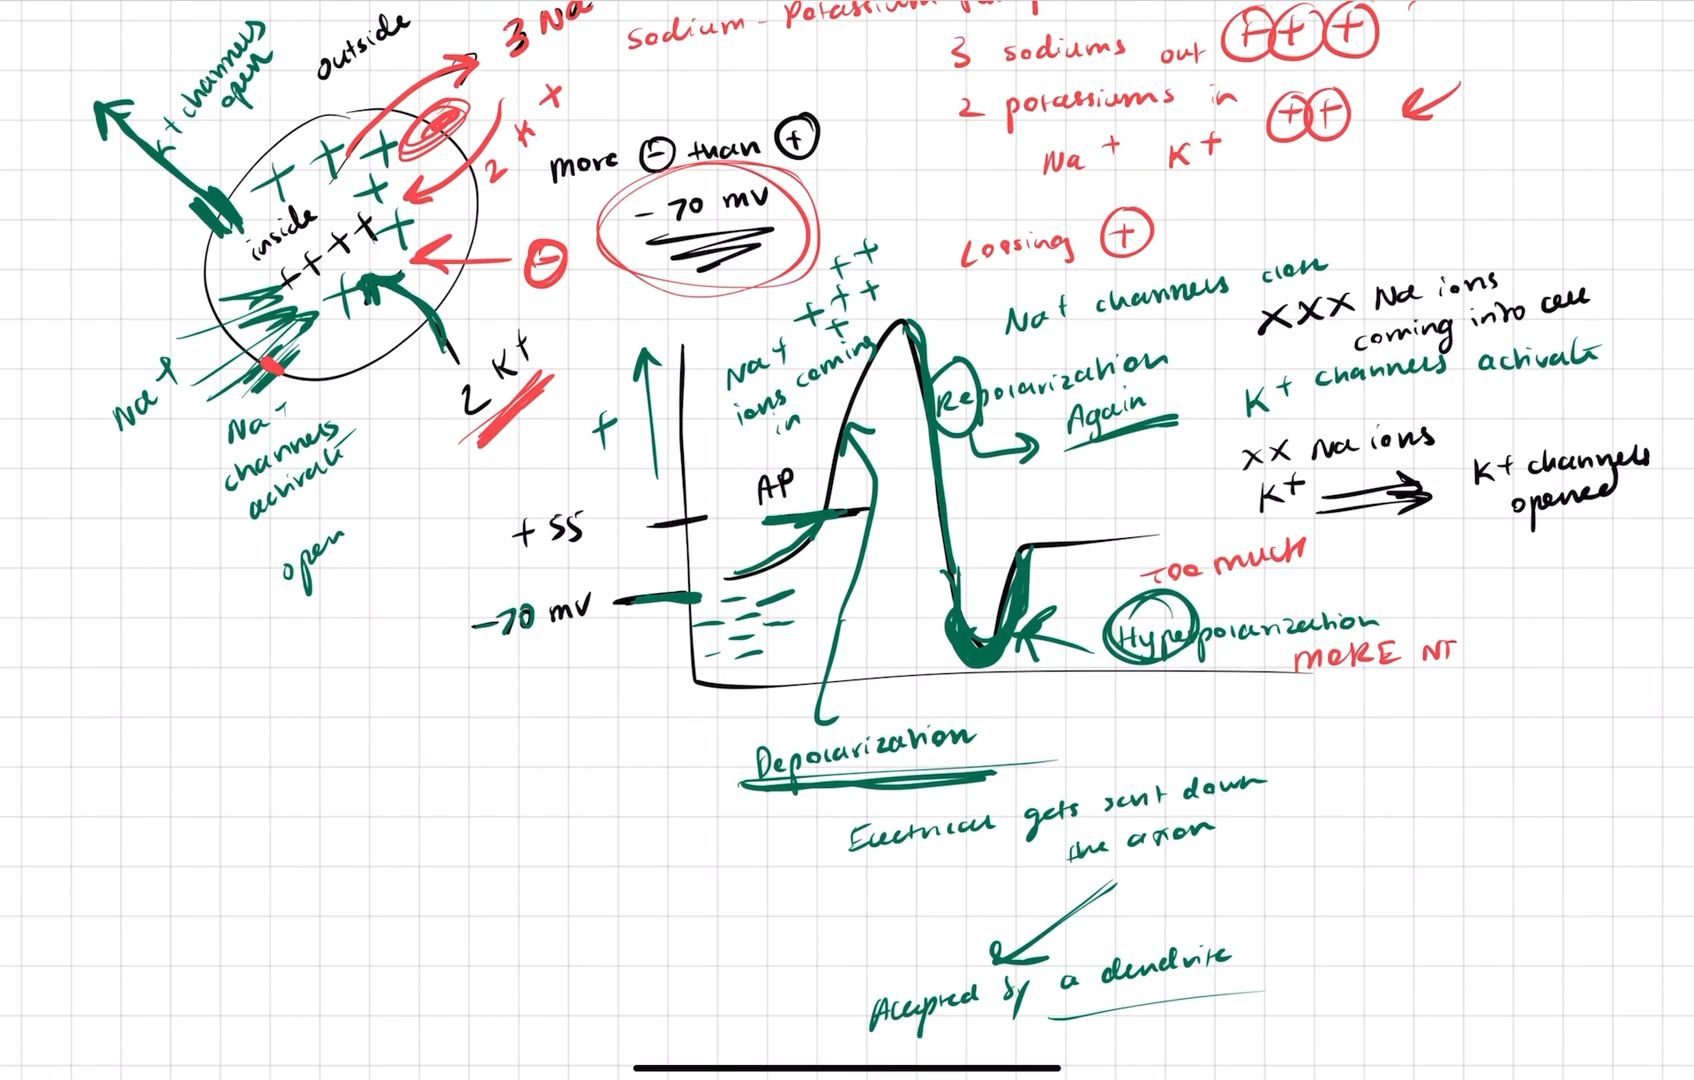 channels
open
outside
3 Na
Sodium - Potassium
3 sodiums out + + +
2 potassiums in + +
Na + K +
2 K +
more - than +
- 70 mv
inside
-
Loosing +
Na+ channels
XXX Na ions
coming into cell
K+ channels activate
XX Na ions
K+
K+ channels
opened
Na+
2 K+
Na+
channels
activate
open
Na+
ions coming
in
Repolarization
Again
AP
+
+ 55
-70 mv
Too much
Hyperpolarization
MORE NT
Depolarization
Electrical gets sent down
the axon
Accepted by a dendrite